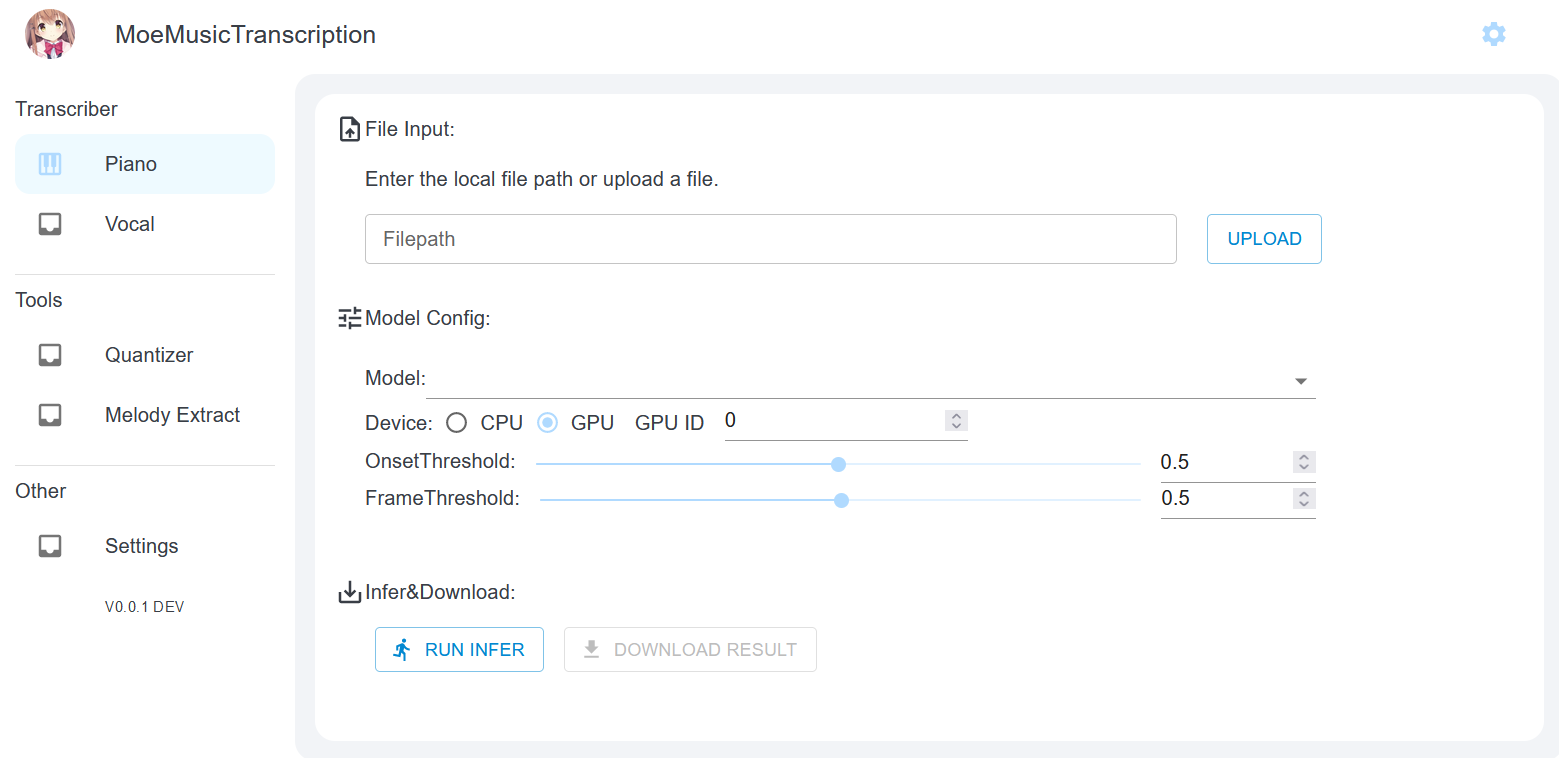 MoeMusicTranscription
Transcriber
Piano
Vocal
Tools
Quantizer
Melody Extract
Other
Settings
V0.0.1 DEV
File Input:
Enter the local file path or upload a file.
Filepath
UPLOAD
Model Config:
Model:
Device: CPU GPU GPU ID 0
OnsetThreshold: 0.5
FrameThreshold: 0.5
Infer&Download:
RUN INFER DOWNLOAD RESULT